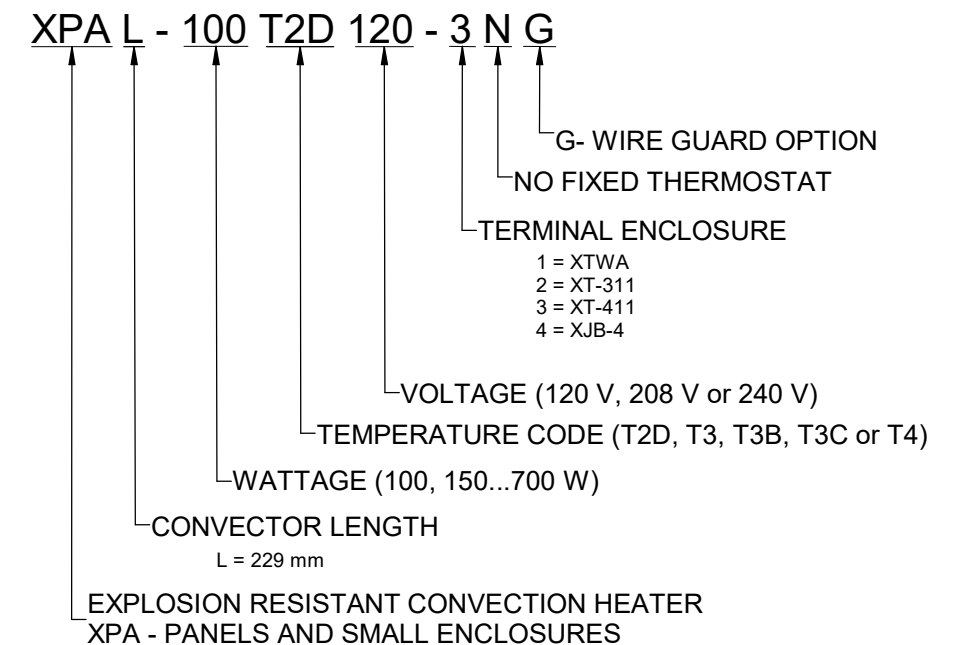 XPA L - 100 T2D 120 - 3 N G
G- WIRE GUARD OPTION
NO FIXED THERMOSTAT
TERMINAL ENCLOSURE
1 = XTWA
2 = XT-311
3 = XT-411
4 = XJB-4
VOLTAGE (120 V, 208 V or 240 V)
TEMPERATURE CODE (T2D, T3, T3B, T3C or T4)
WATTAGE (100, 150...700 W)
CONVECTOR LENGTH
L = 229 mm
EXPLOSION RESISTANT CONVECTION HEATER
XPA - PANELS AND SMALL ENCLOSURES